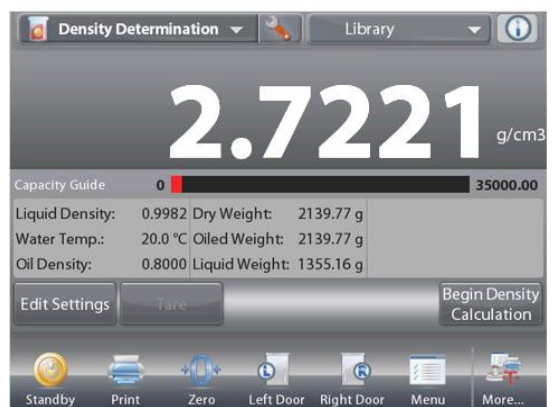 Density Determination Library
2.7221 g/cm3
Capacity Guide 0 35000.00
Liquid Density: 0.9982 Dry Weight: 2139.77 g
Water Temp.: 20.0 °C Oiled Weight: 2139.77 g
Oil Density: 0.8000 Liquid Weight: 1355.16 g
Edit Settings Tare Begin Density
Calculation
L R
Standby Print Zero Left Door Right Door Menu More...